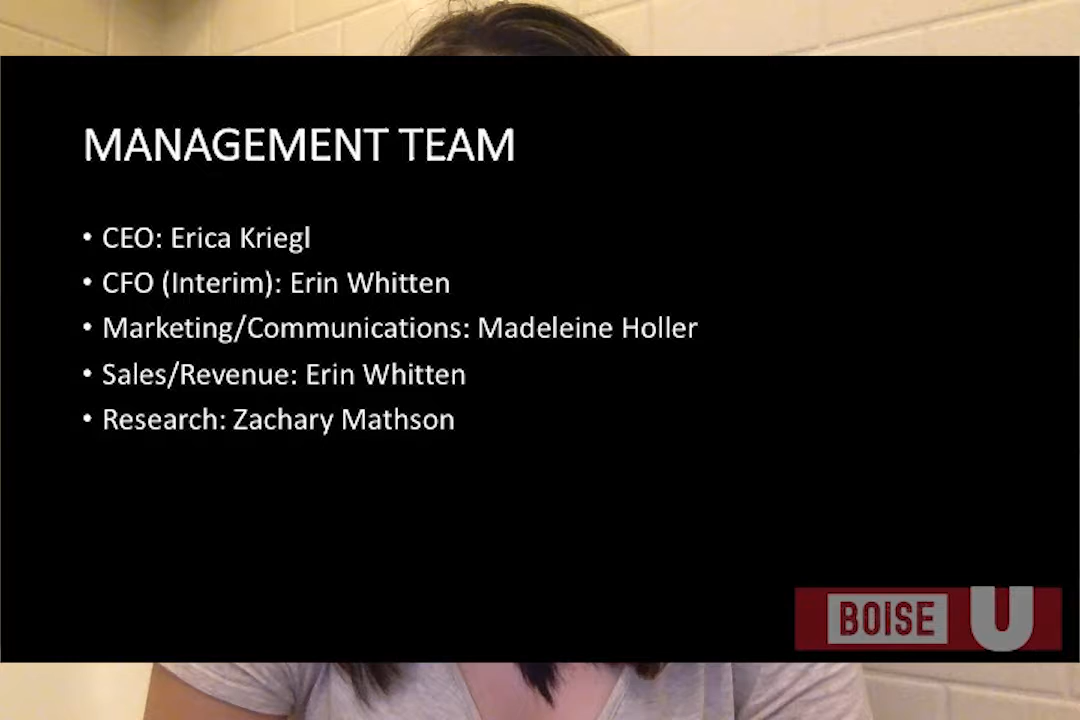 MANAGEMENT TEAM
• CEO: Erica Kriegl
• CFO (Interim): Erin Whitten
• Marketing/Communications: Madeleine Holler
• Sales/Revenue: Erin Whitten
• Research: Zachary Mathson
BOISE U